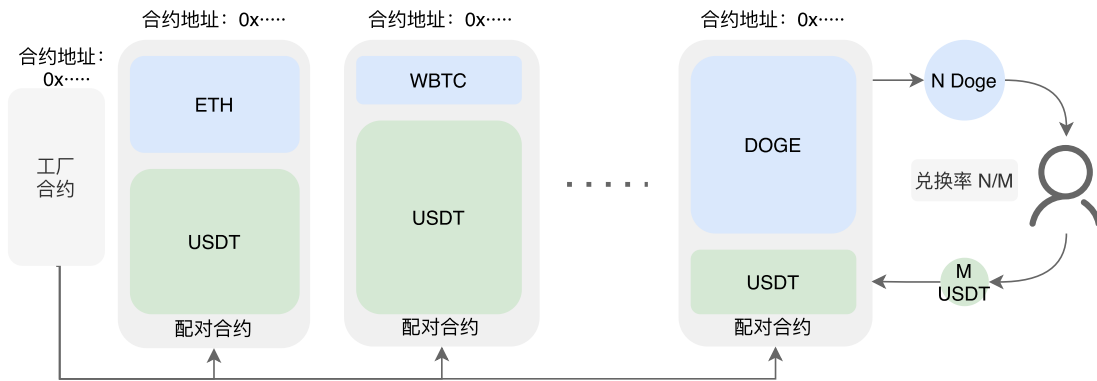 合约地址：
0x·····
工厂
合约
合约地址：0x·····
ETH
USDT
配对合约
合约地址：0x·····
WBTC
USDT
配对合约
合约地址：0x·····
DOGE
USDT
配对合约
N Doge
兑换率 N/M
M
USDT